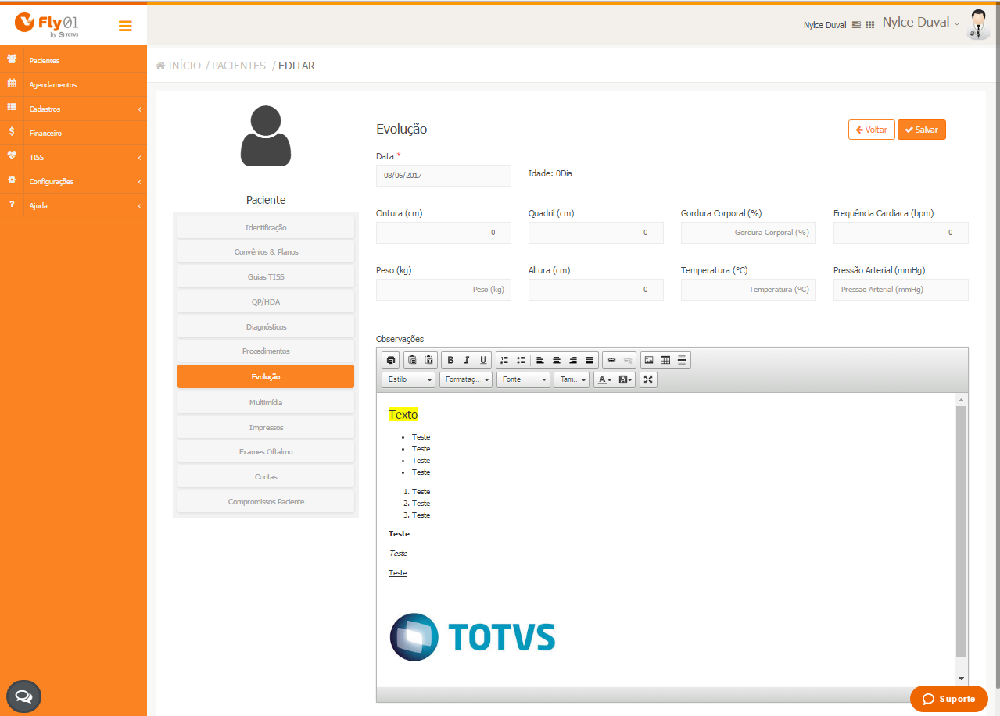 Fly01
by TOTVS
Nylce Duval
Nylce Duval
INÍCIO / PACIENTES / EDITAR
Pacientes
Agendamentos
Cadastros
Financeiro
TISS
Configurações
Ajuda
Paciente
Identificação
Convênios & Planos
Guias TISS
QP/HDA
Diagnósticos
Procedimentos
Evolução
Multimídia
Impressos
Exames Oftalmo
Contas
Compromissos Paciente
Evolução
Voltar
Salvar
Data *
08/06/2017
Idade: 0Dia
Cintura (cm)
Quadril (cm)
Gordura Corporal (%)
Frequência Cardiaca (bpm)
0
0
Gordura Corporal (%)
0
Peso (kg)
Altura (cm)
Temperatura (ºC)
Pressão Arterial (mmHg)
Peso (kg)
0
Temperatura (ºC)
Pressao Arterial (mmHg)
Observações
B I U
Estilo
Formataç..
Fonte
Tam..
A
A
Texto
• Teste
• Teste
• Teste
• Teste
1. Teste
2. Teste
3. Teste
Teste
Teste
Teste
TOTVS
Suporte